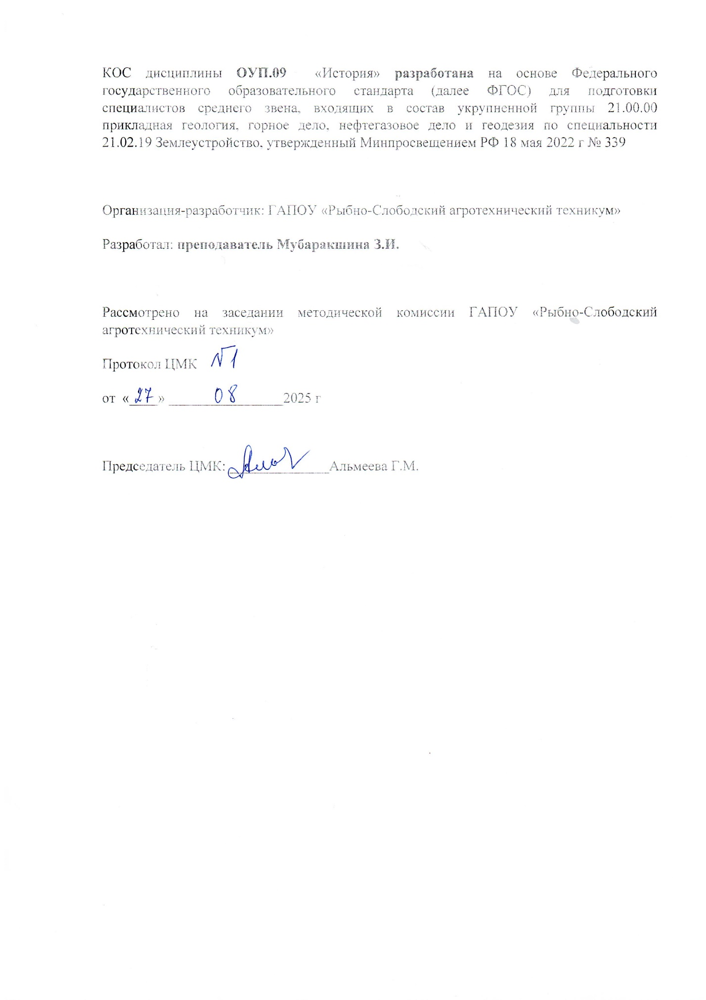 КОС дисциплины ОУП.09 «История» разработана на основе Федерального
государственного образовательного стандарта (далее ФГОС) для подготовки
специалистов среднего звена, входящих в состав укрупненной группы 21.00.00
прикладная геология, горное дело, нефтегазовое дело и геодезия по специальности
21.02.19 Землеустройство, утвержденный Минпросвещением РФ 18 мая 2022 г № 339
Организация-разработчик: ГАПОУ «Рыбно-Слободский агротехнический техникум»
Разработал: преподаватель Мубаракшина З.И.
Рассмотрено на заседании методической комиссии ГАПОУ «Рыбно-Слободский
агротехнический техникум»
Протокол ЦМК №1
от «27» 08 2025 г
Председатель ЦМК: Альмеева Г.М.